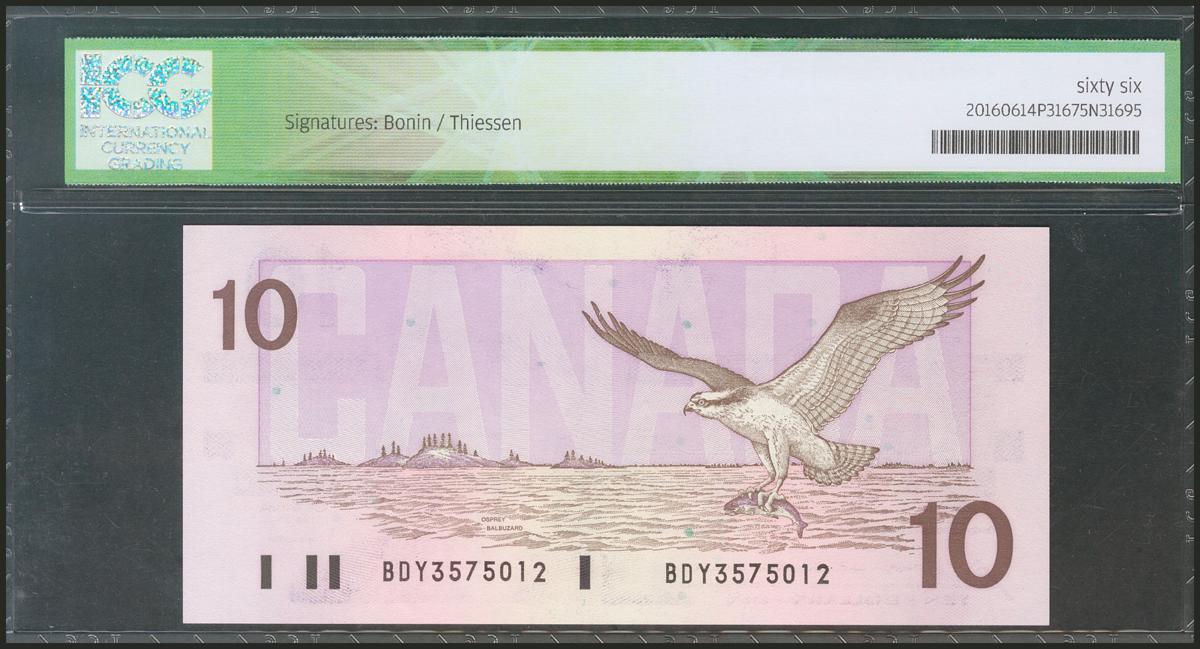 ICG
INTERNATIONAL
CURRENCY
GRADING
Signatures: Bonin / Thiessen
sixty six
20160614P31675N31695
10
CANADA
OSPREY
BALBUZARD
10
BDY3575012
BDY3575012